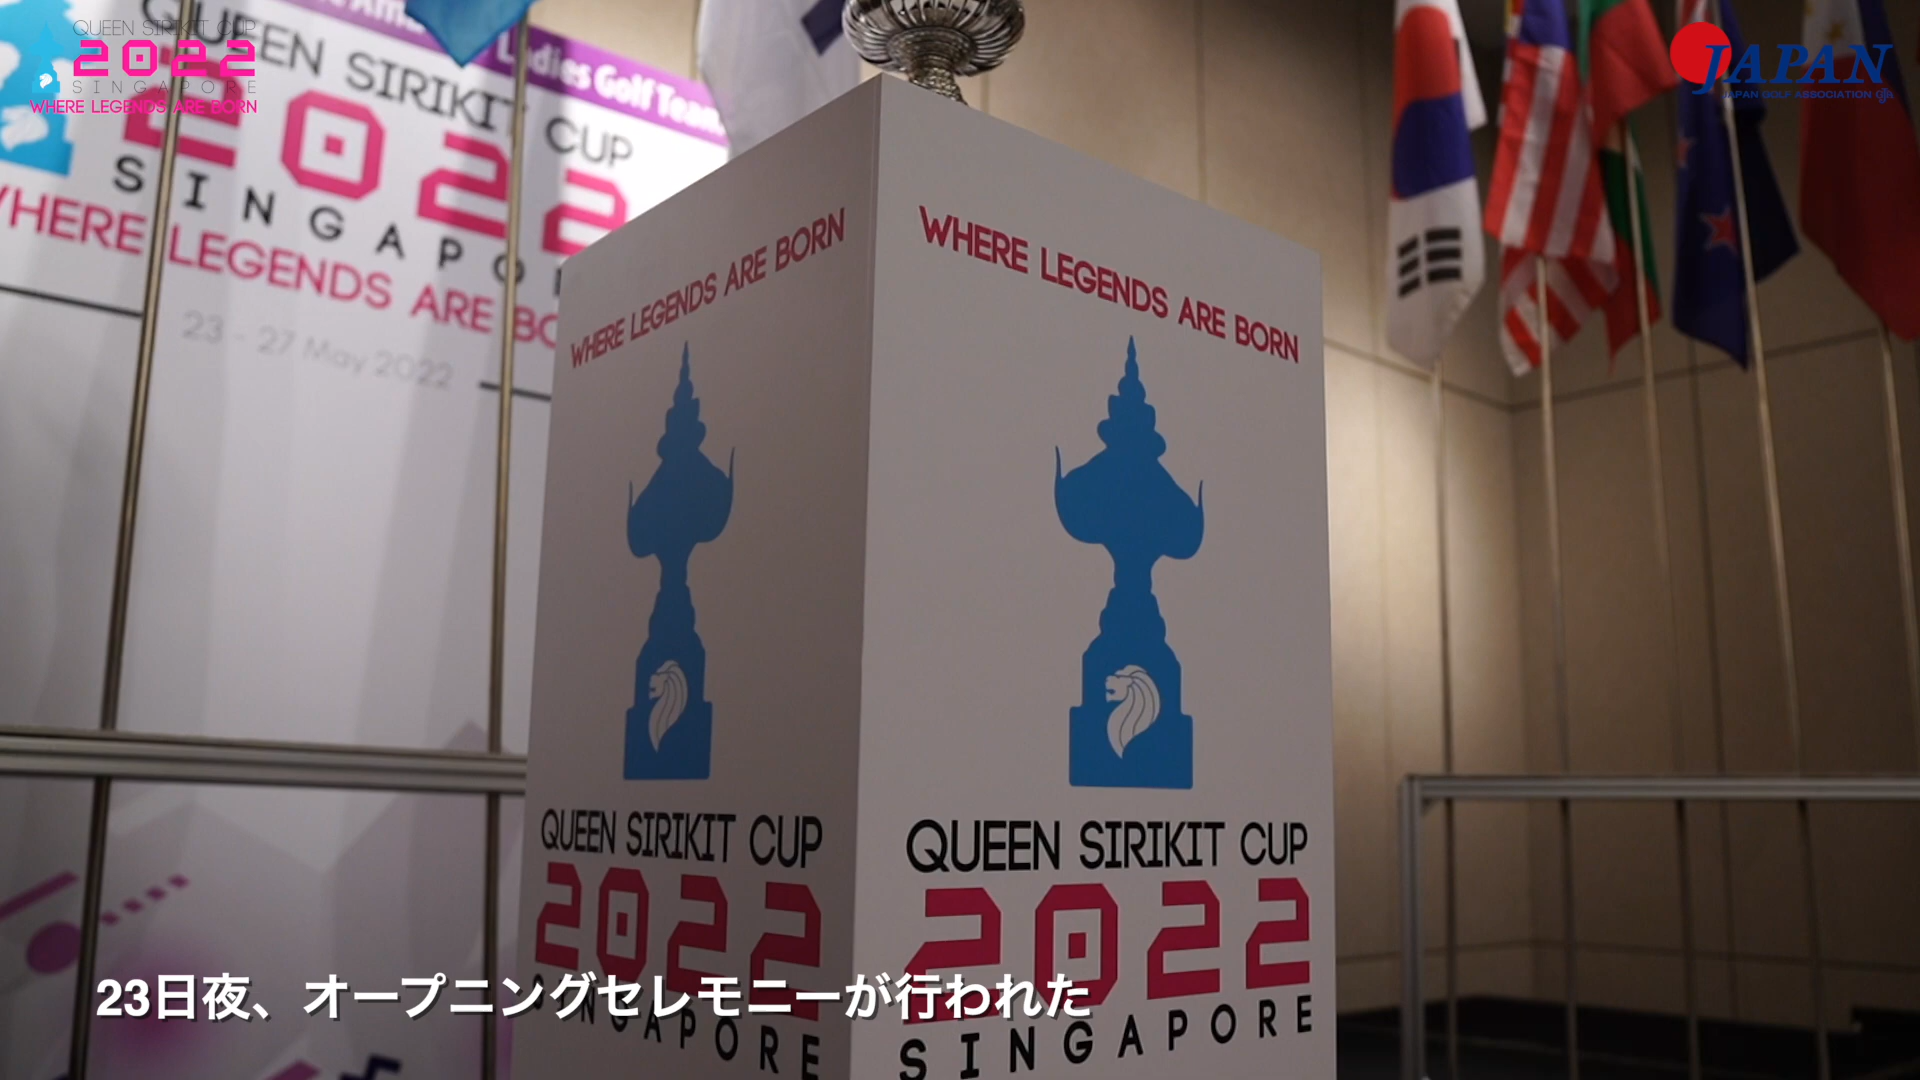 QUEEN SIRIKIT CUP
2022
SINGAPORE
WHERE LEGENDS ARE BORN
JAPAN
JAPAN GOLF ASSOCIATION
Ladies Golf Team
QUEEN SIRIKIT CUP
2022
SINGAPO
WHERE LEGENDS ARE BO
23 - 27 May 2022
WHERE LEGENDS ARE BORN
QUEEN SIRIKIT CUP
2022
SINGAPORE
WHERE LEGENDS ARE BORN
QUEEN SIRIKIT CUP
2022
SINGAPORE
23日夜、オープニングセレモニーが行われた